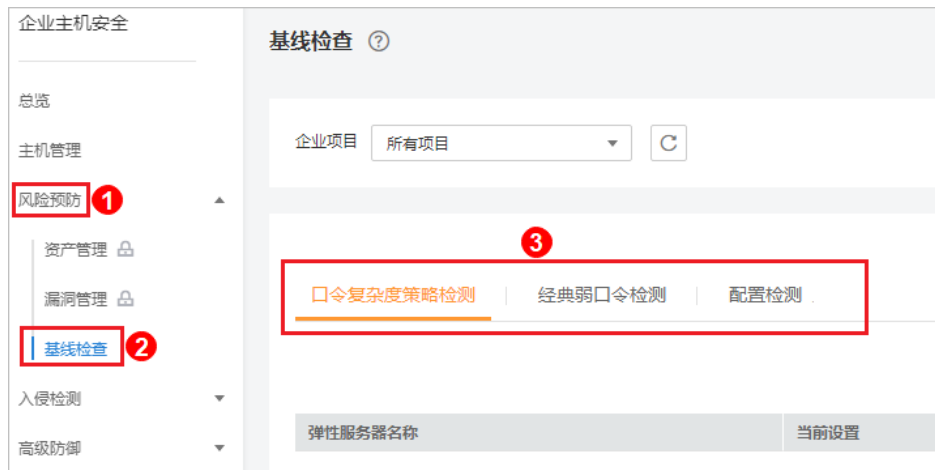 企业主机安全
总览
主机管理
风险预防 1
资产管理
漏洞管理
基线检查 2
入侵检测
高级防御
基线检查 ?
企业项目 所有项目
3
口令复杂度策略检测 经典弱口令检测 配置检测
弹性服务器名称 当前设置